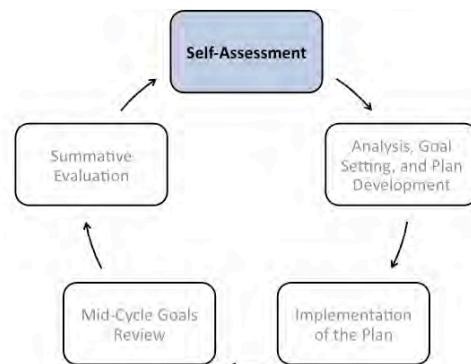 Self-Assessment
Analysis, Goal
Setting, and Plan
Development
Implementation
of the Plan
Mid-Cycle Goals
Review
Summative
Evaluation